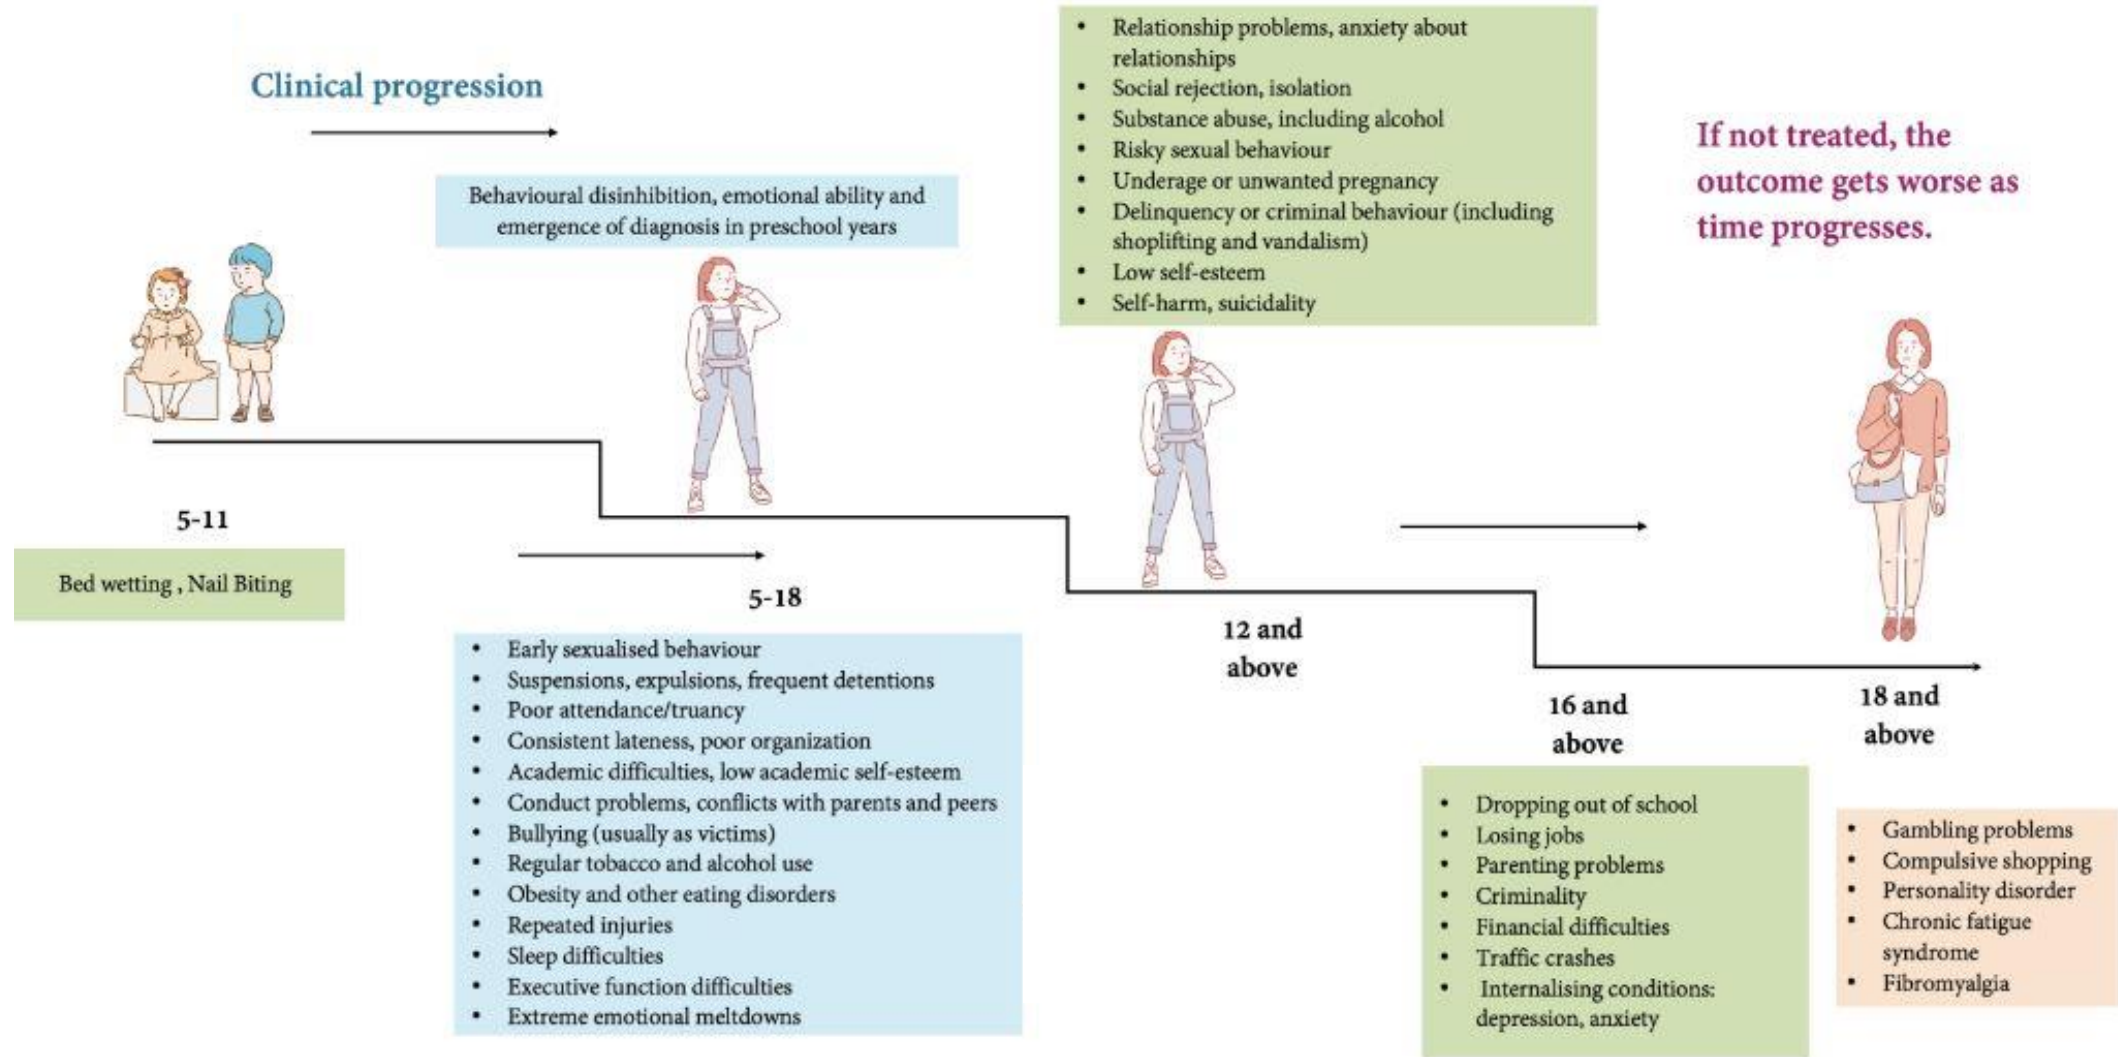 Clinical progression
Behavioural disinhibition, emotional ability and
emergence of diagnosis in preschool years
• Relationship problems, anxiety about
relationships
• Social rejection, isolation
• Substance abuse, including alcohol
• Risky sexual behaviour
• Underage or unwanted pregnancy
• Delinquency or criminal behaviour (including
shoplifting and vandalism)
• Low self-esteem
• Self-harm, suicidality
If not treated, the
outcome gets worse as
time progresses.
5-11
Bed wetting , Nail Biting
5-18
• Early sexualised behaviour
• Suspensions, expulsions, frequent detentions
• Poor attendance/truancy
• Consistent lateness, poor organization
• Academic difficulties, low academic self-esteem
• Conduct problems, conflicts with parents and peers
• Bullying (usually as victims)
• Regular tobacco and alcohol use
• Obesity and other eating disorders
• Repeated injuries
• Sleep difficulties
• Executive function difficulties
• Extreme emotional meltdowns
12 and
above
16 and
above
• Dropping out of school
• Losing jobs
• Parenting problems
• Criminality
• Financial difficulties
• Traffic crashes
• Internalising conditions:
depression, anxiety
18 and
above
• Gambling problems
• Compulsive shopping
• Personality disorder
• Chronic fatigue
syndrome
• Fibromyalgia